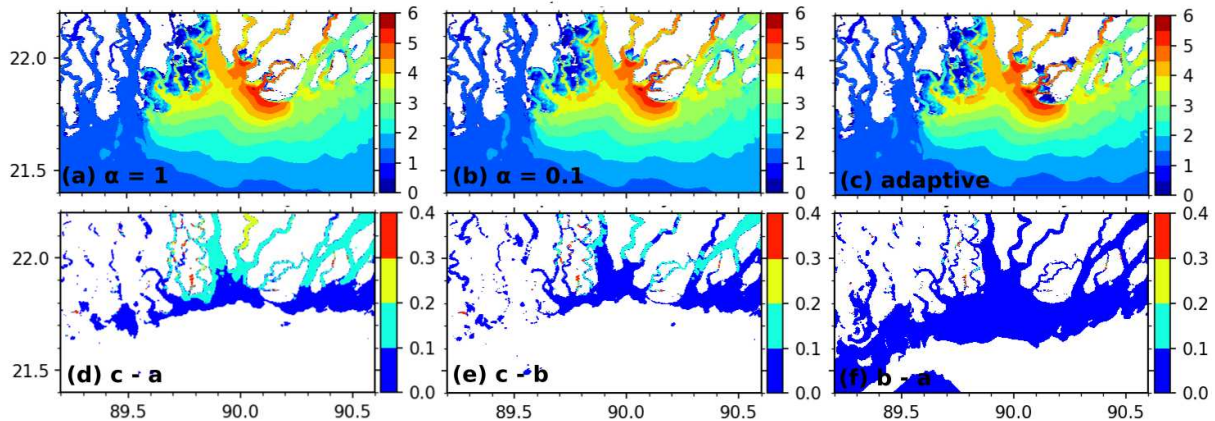 6 6 6
5 5 5
22.0 4 4 4
3 3 3
2 2 2
21.5 1 1 1
(a) α = 1 (b) α = 0.1 (c) adaptive
0 0 0
0.4 0.4 0.4
22.0 0.3 0.3 0.3
0.2 0.2 0.2
0.1 0.1 0.1
21.5 (d) c - a (e) c - b (f) b - a
0.0 0.0 0.0
89.5 90.0 90.5 89.5 90.0 90.5 89.5 90.0 90.5